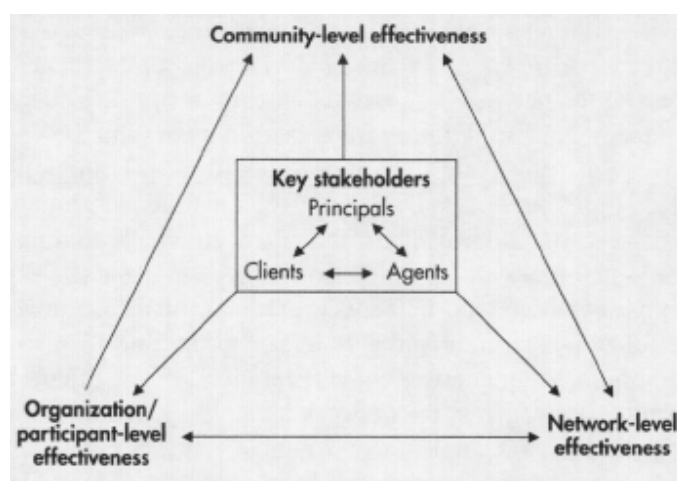 Community-level effectiveness
Key stakeholders
Principals
Clients
Agents
Organization/
participant-level
effectiveness
Network-level
effectiveness